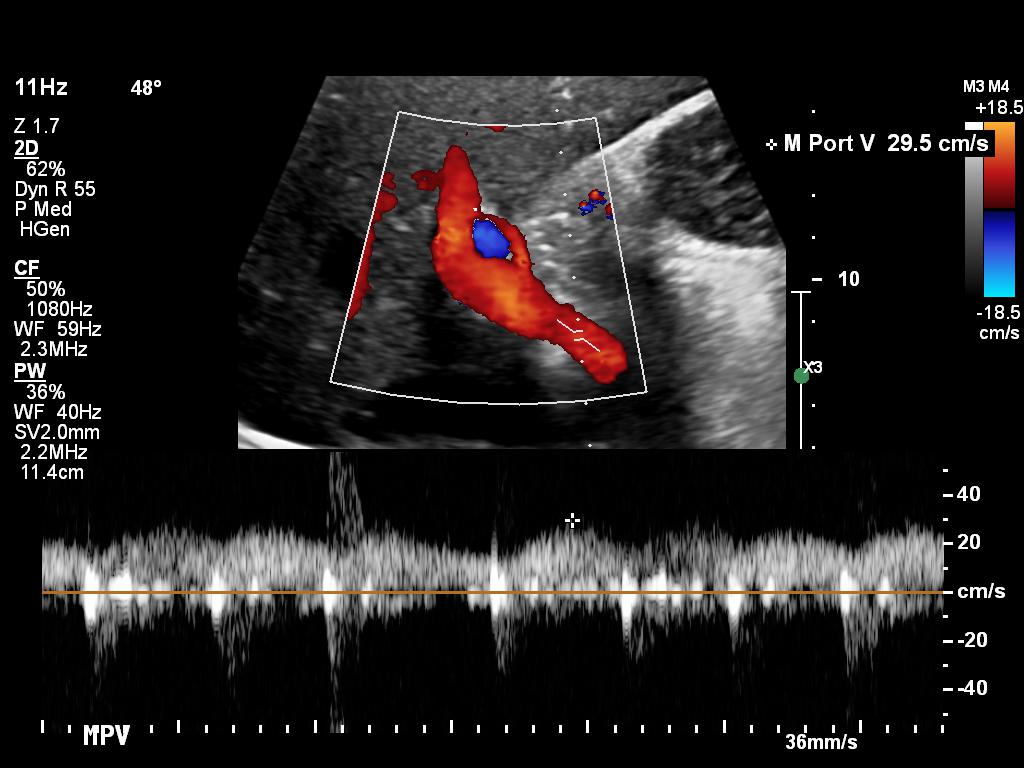 11Hz 48°
M3 M4
+18.5
Z 1.7
2D
62%
Dyn R 55
P Med
HGen
M Port V 29.5 cm/s
CF
50%
1080Hz
WF 59Hz
2.3MHz
10
-18.5
cm/s
X3
PW
36%
WF 40Hz
SV2.0mm
2.2MHz
11.4cm
40
20
cm/s
-20
-40
MPV
36mm/s